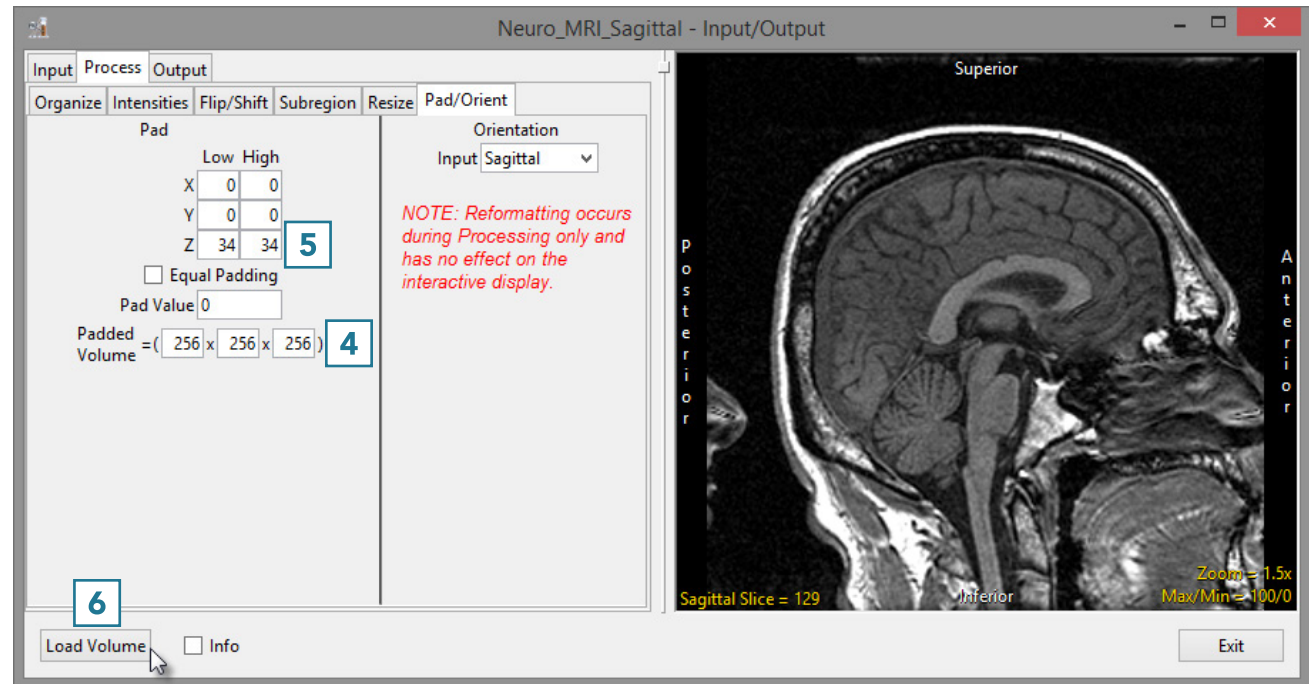 Neuro_MRI_Sagittal - Input/Output
Input Process Output
Organize Intensities Flip/Shift Subregion Resize Pad/Orient
Pad
Low High
X 0 0
Y 0 0
Z 34 34
5
Equal Padding
Pad Value 0
Padded Volume =( 256 x 256 x 256 )
4
Orientation
Input Sagittal
NOTE: Reformatting occurs
during Processing only and
has no effect on the
interactive display.
Superior
Posterior
Anterior
Sagittal Slice = 129
Inferior
Zoom = 1.5x
Max/Min = 100/0
6
Load Volume
Info
Exit